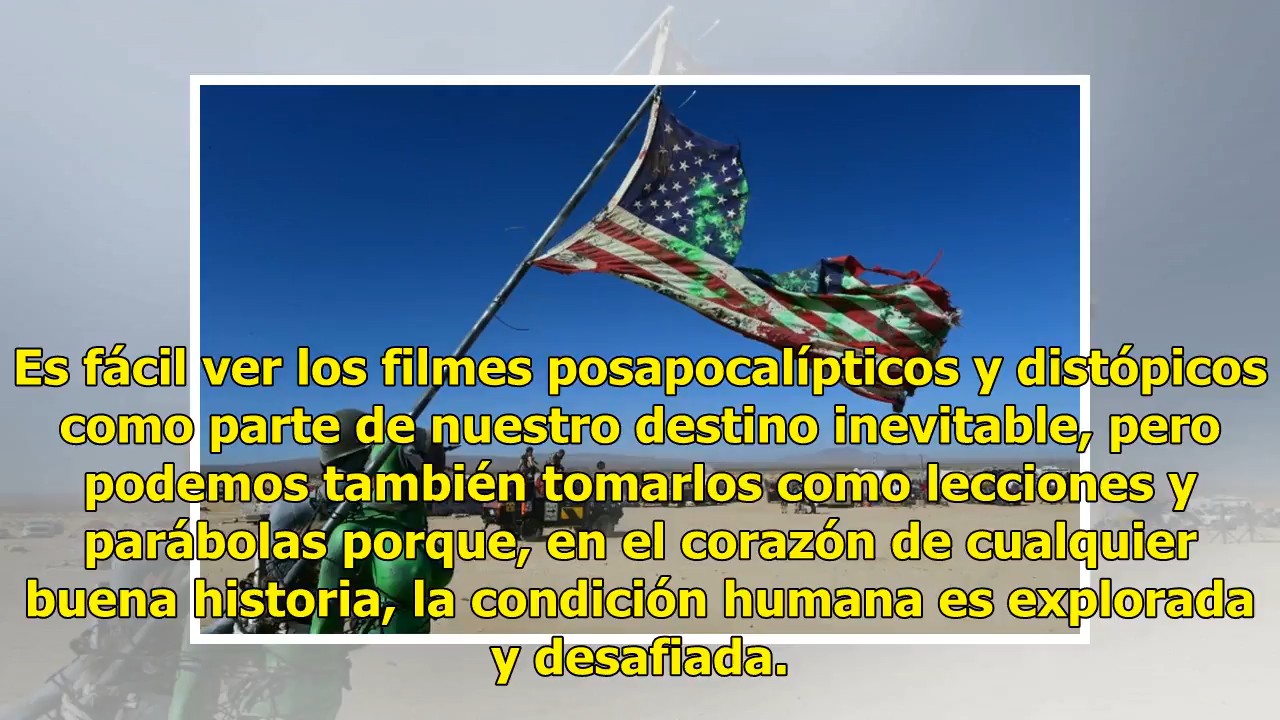 Es fácil ver los filmes posapocalípticos y distópicos
como parte de nuestro destino inevitable, pero
podemos también tomarlos como lecciones y
parábolas porque, en el corazón de cualquier
buena historia, la condición humana es explorada
y desafiada.